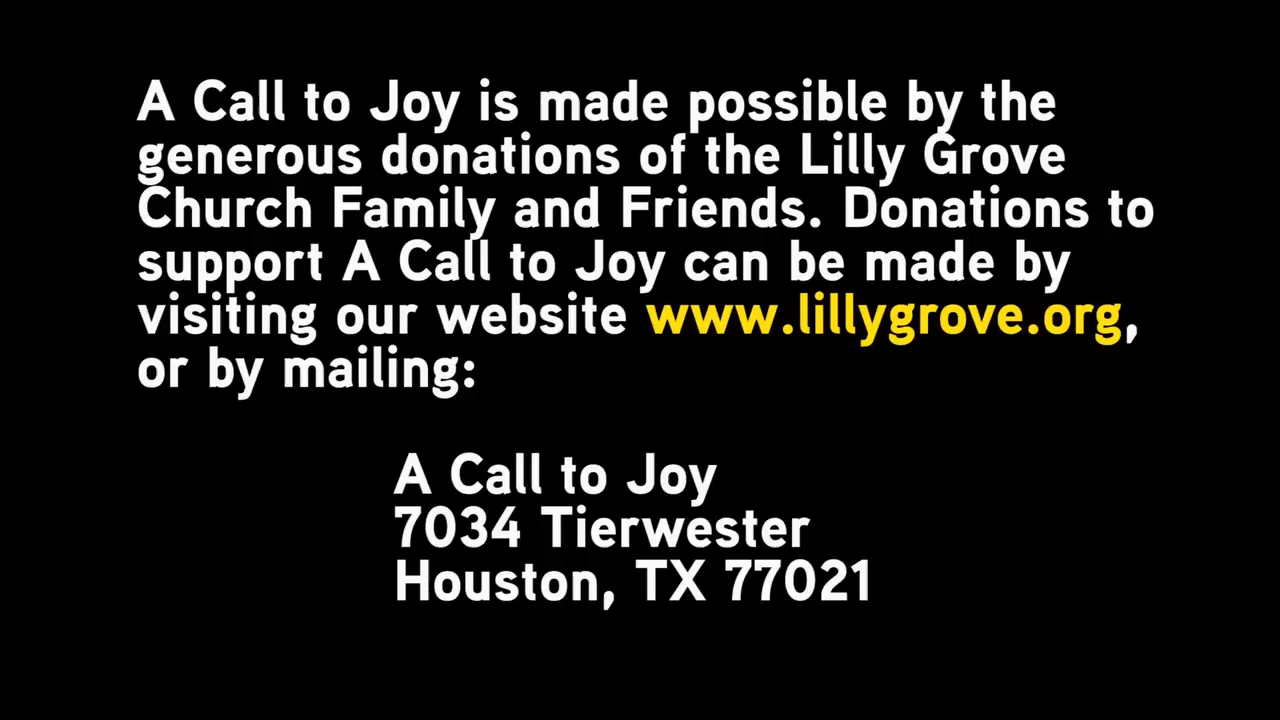 A Call to Joy is made possible by the
generous donations of the Lilly Grove
Church Family and Friends. Donations to
support A Call to Joy can be made by
visiting our website www.lillygrove.org,
or by mailing:
A Call to Joy
7034 Tierwester
Houston, TX 77021